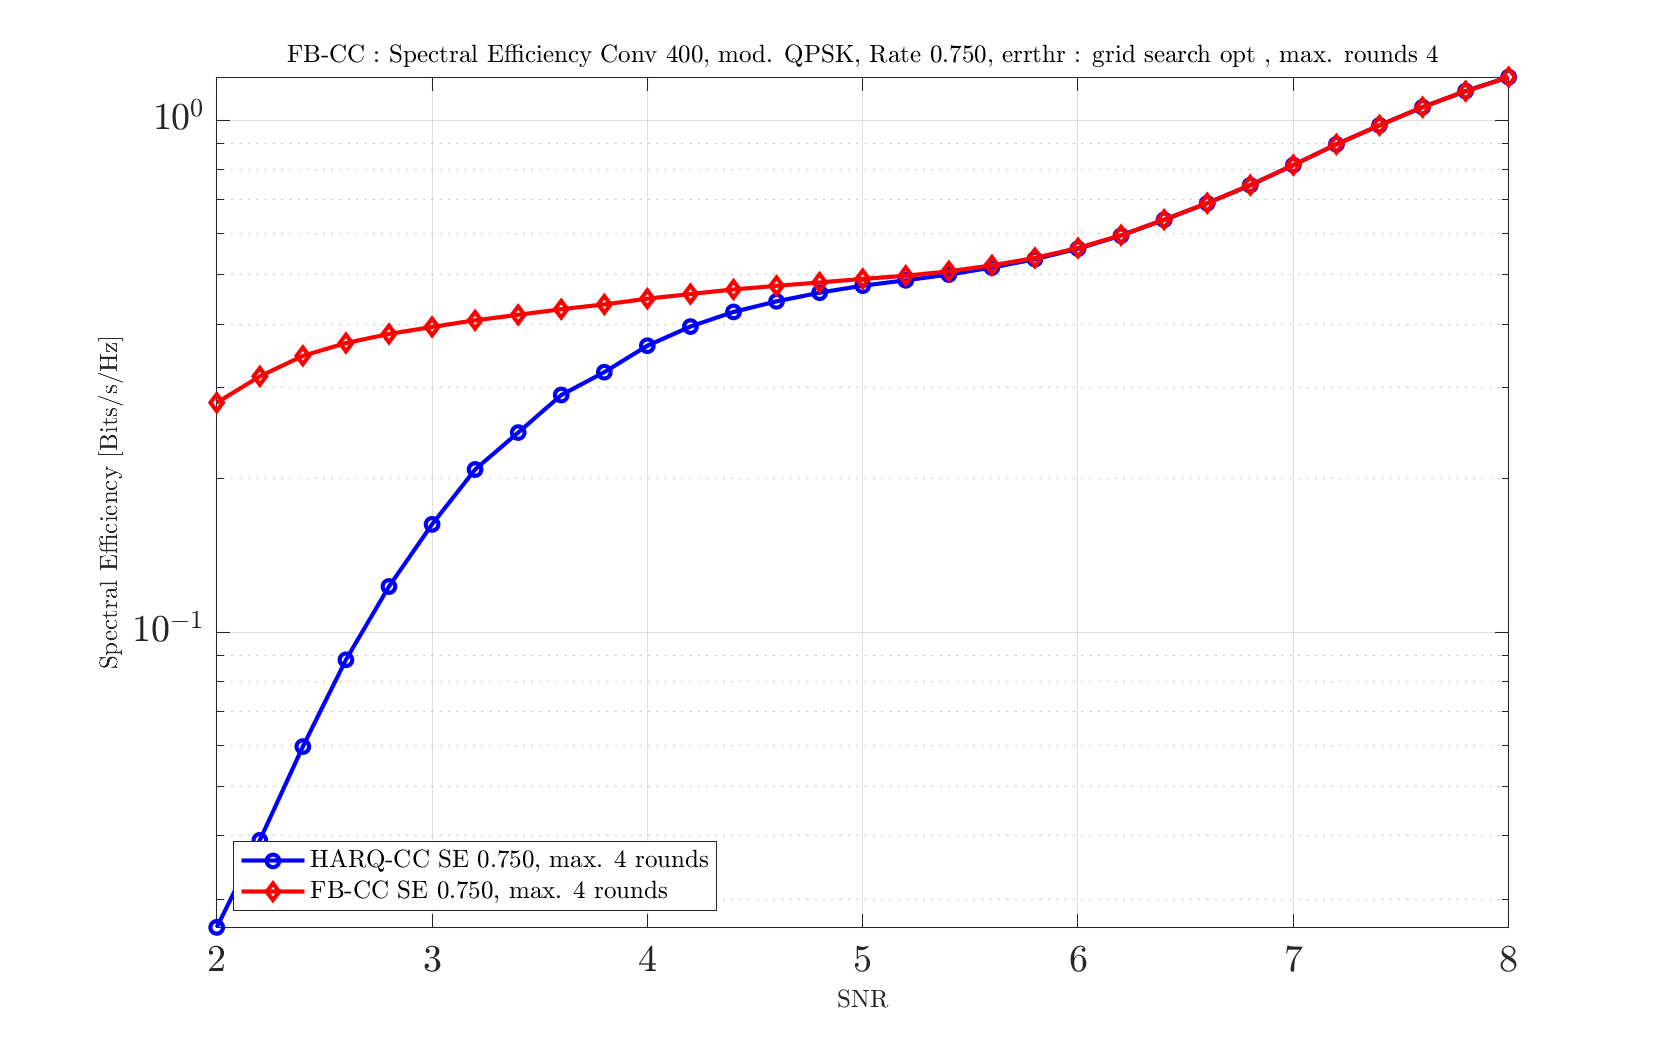 FB-CC : Spectral Efficiency Conv 400, mod. QPSK, Rate 0.750, errthr : grid search opt , max. rounds 4
10⁰
10⁻¹
Spectral Efficiency [Bits/s/Hz]
HARQ-CC SE 0.750, max. 4 rounds
FB-CC SE 0.750, max. 4 rounds
2 3 4 5 6 7 8
SNR